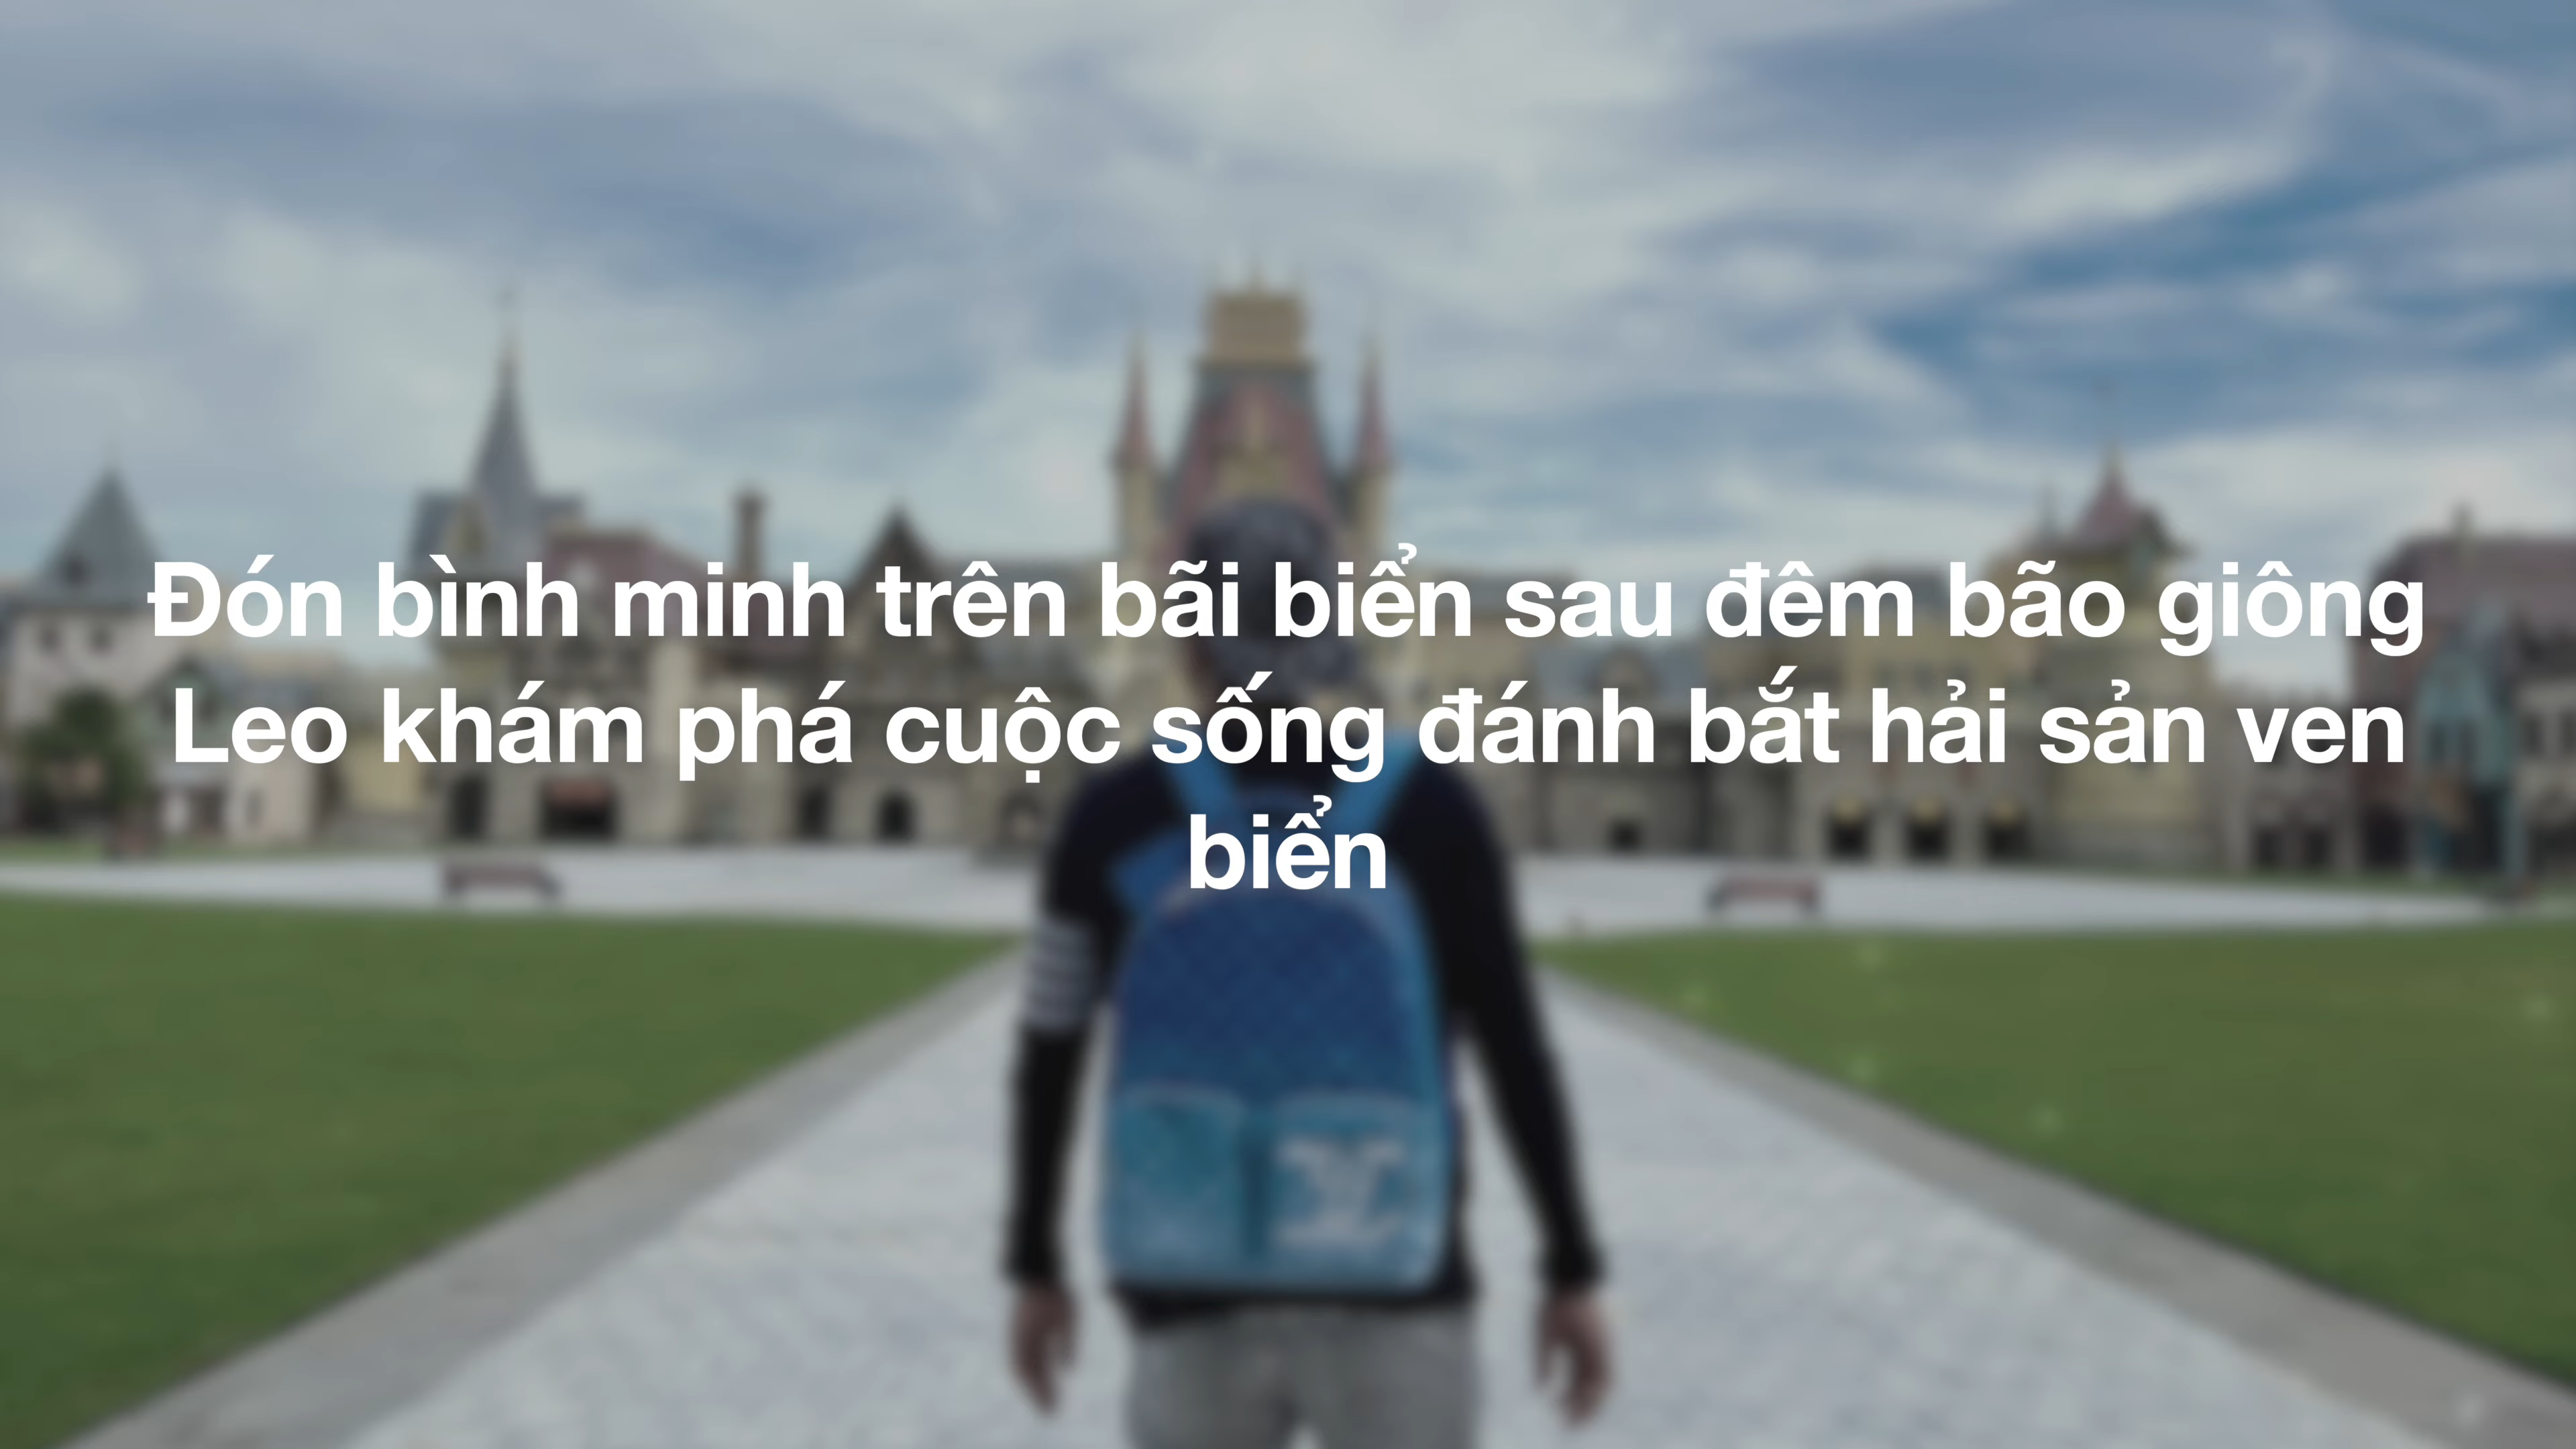 Đón bình minh trên bãi biển sau đêm bão giông
Leo khám phá cuộc sống đánh bắt hải sản ven
biển